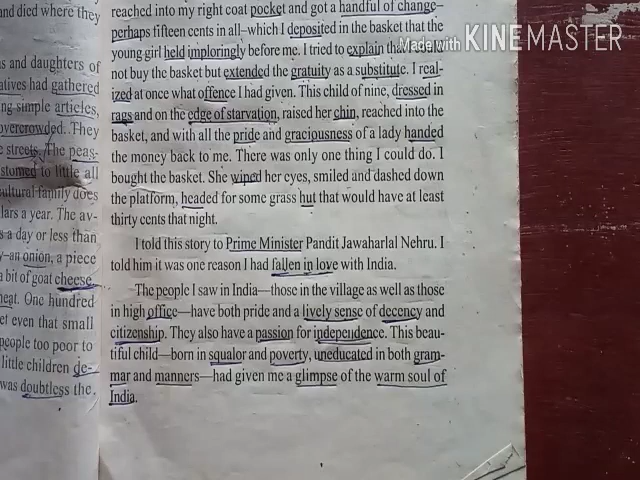 and died where they
s and daughters of
atives had gathered
ng simple articles,
overcrowded. They
e streets. The peas-
stomed to little all
cultural family does
lars a year. The av-
s a day or less than
y—an onion, a piece
a bit of goat cheese
heat. One hundred
et even that small
people too poor to
little children de-
was doubtless the
reached into my right coat pocket and got a handful of change—
perhaps fifteen cents in all—which I deposited in the basket that the
young girl held imploringly before me. I tried to explain tha
not buy the basket but extended the gratuity as a substitute. I real-
ized at once what offence I had given. This child of nine, dressed in
rags and on the edge of starvation, raised her chin, reached into the
basket, and with all the pride and graciousness of a lady handed
the money back to me. There was only one thing I could do. I
bought the basket. She wiped her eyes, smiled and dashed down
the platform, headed for some grass hut that would have at least
thirty cents that night.
I told this story to Prime Minister Pandit Jawaharlal Nehru. I
told him it was one reason I had fallen in love with India.
The people I saw in India—those in the village as well as those
in high office—have both pride and a lively sense of decency and
citizenship. They also have a passion for independence. This beau-
tiful child—born in squalor and poverty, uneducated in both gram-
mar and manners—had given me a glimpse of the warm soul of
India.
Made with KINEMASTER